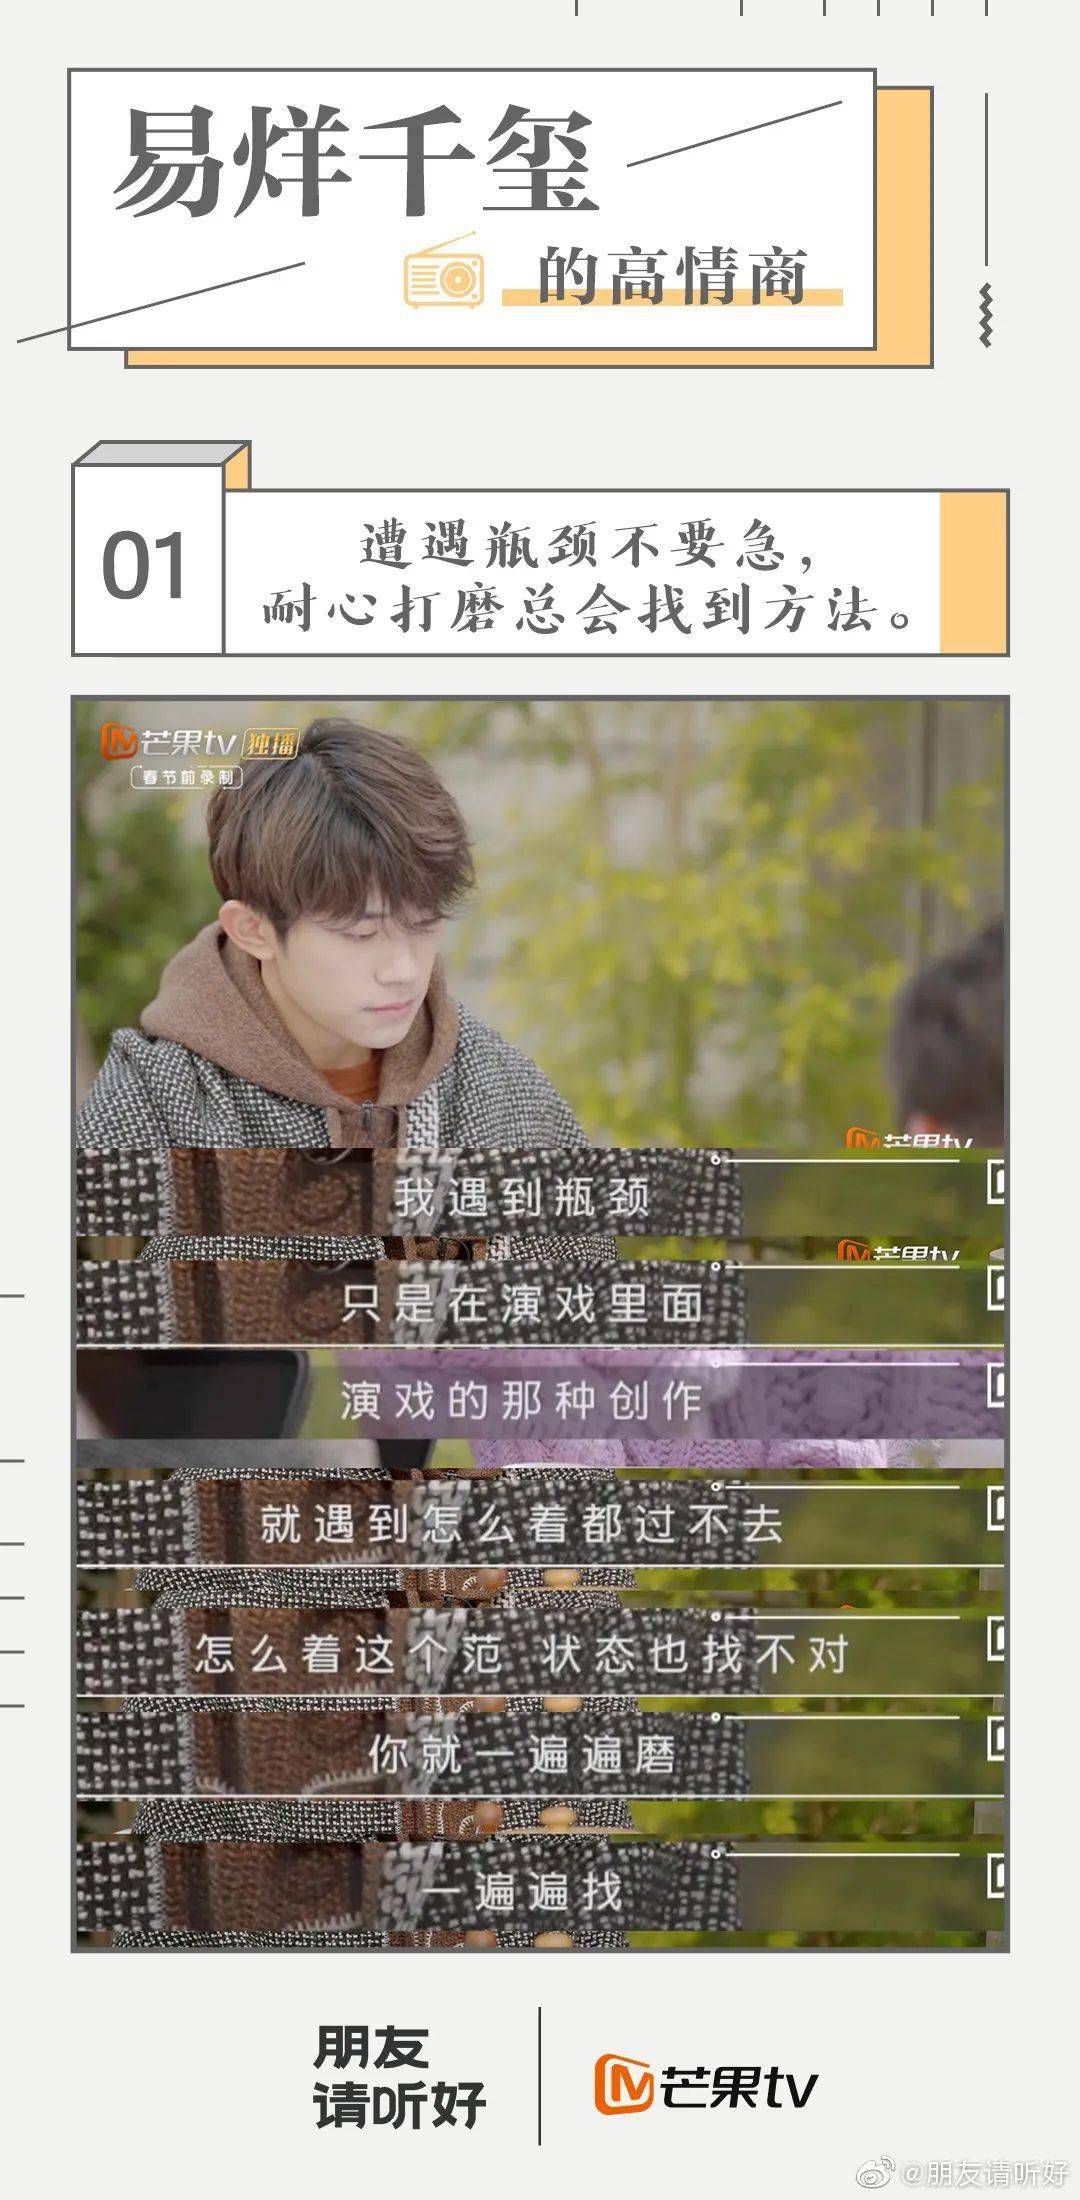 易烊千玺
的高情商
01
遭遇瓶颈不要急，
耐心打磨总会找到方法。
芒果tv 独播
春节前录制
芒果tv
我遇到瓶颈
芒果tv
只是在演戏里面
演戏的那种创作
就遇到怎么着都过不去
怎么着这个范 状态也找不对
你就一遍遍磨
一遍遍找
朋友
请听好
芒果tv
@朋友请听好